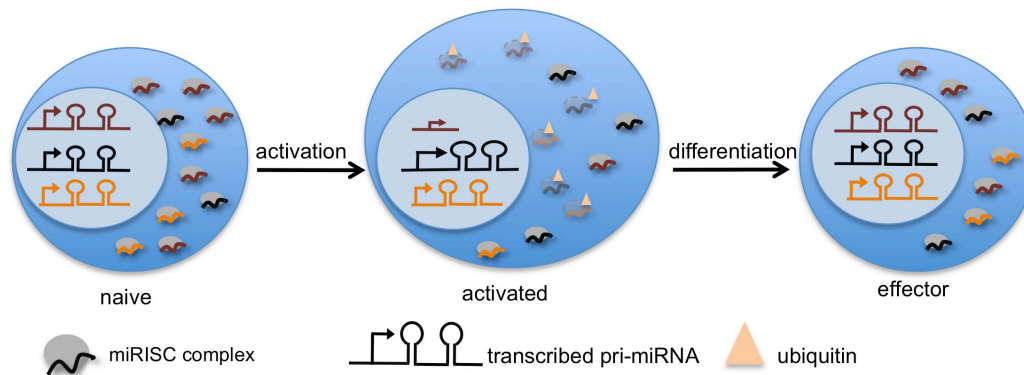 activation
differentiation
naive
activated
effector
miRISC complex
transcribed pri-miRNA
ubiquitin